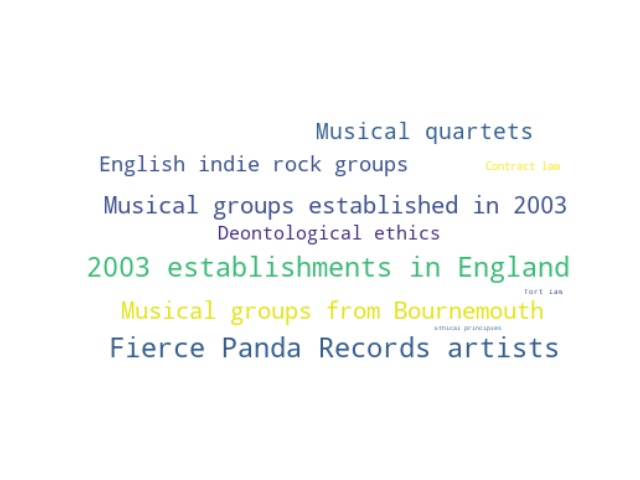 Musical quartets
English indie rock groups
Contract law
Musical groups established in 2003
Deontological ethics
2003 establishments in England
Tort law
Musical groups from Bournemouth
Ethical principles
Fierce Panda Records artists